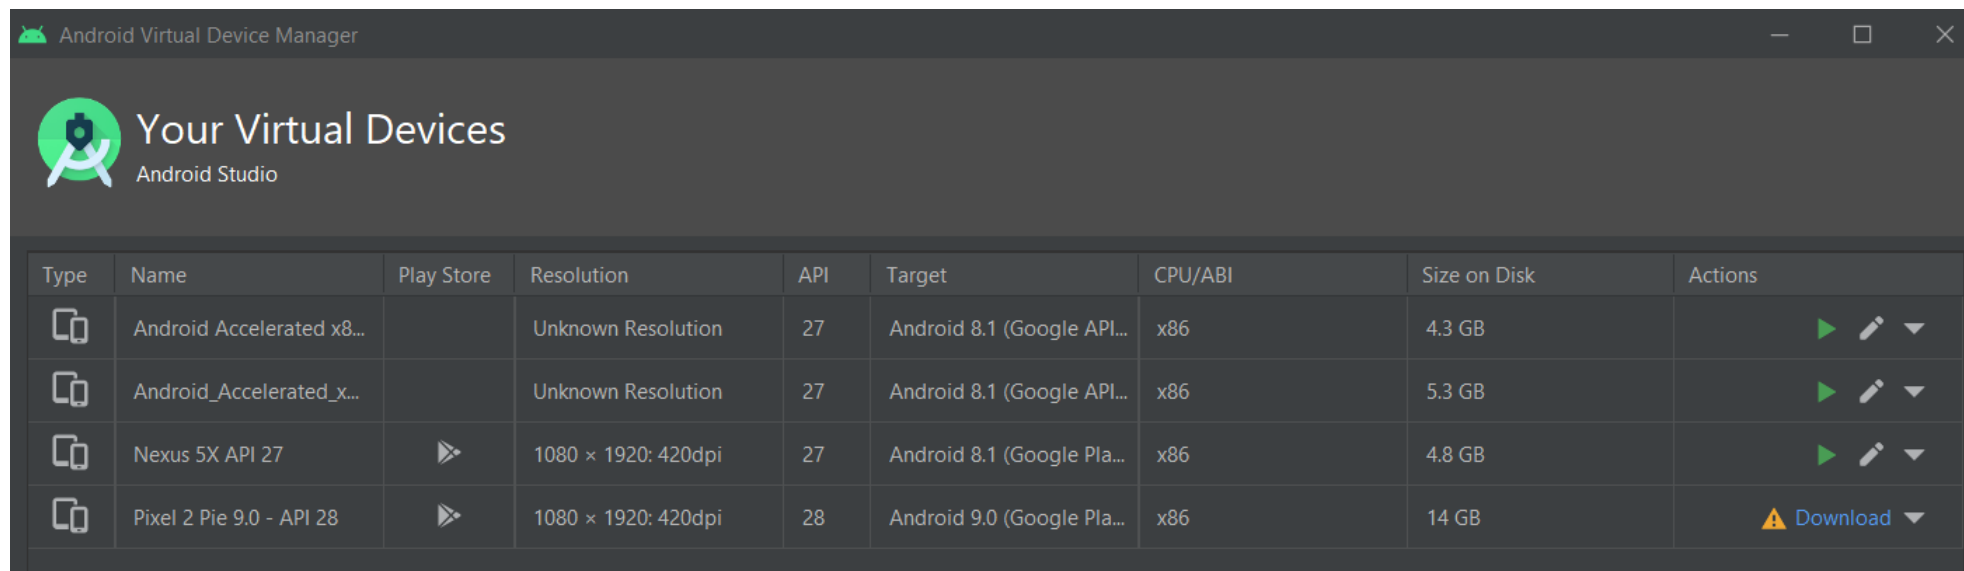 Android Virtual Device Manager
Your Virtual Devices
Android Studio
Type Name Play Store Resolution API Target CPU/ABI Size on Disk Actions
Android Accelerated x8... Unknown Resolution 27 Android 8.1 (Google API... x86 4.3 GB
Android_Accelerated_x... Unknown Resolution 27 Android 8.1 (Google API... x86 5.3 GB
Nexus 5X API 27 1080 × 1920: 420dpi 27 Android 8.1 (Google Pla... x86 4.8 GB
Pixel 2 Pie 9.0 - API 28 1080 × 1920: 420dpi 28 Android 9.0 (Google Pla... x86 14 GB Download